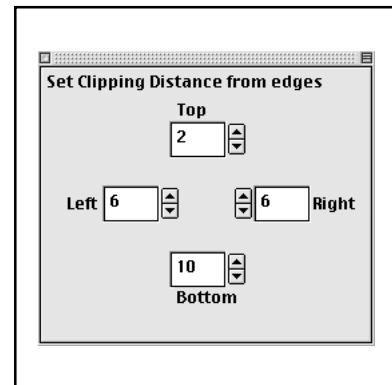 Set Clipping Distance from edges
Top
2
Left 6 6 Right
10
Bottom